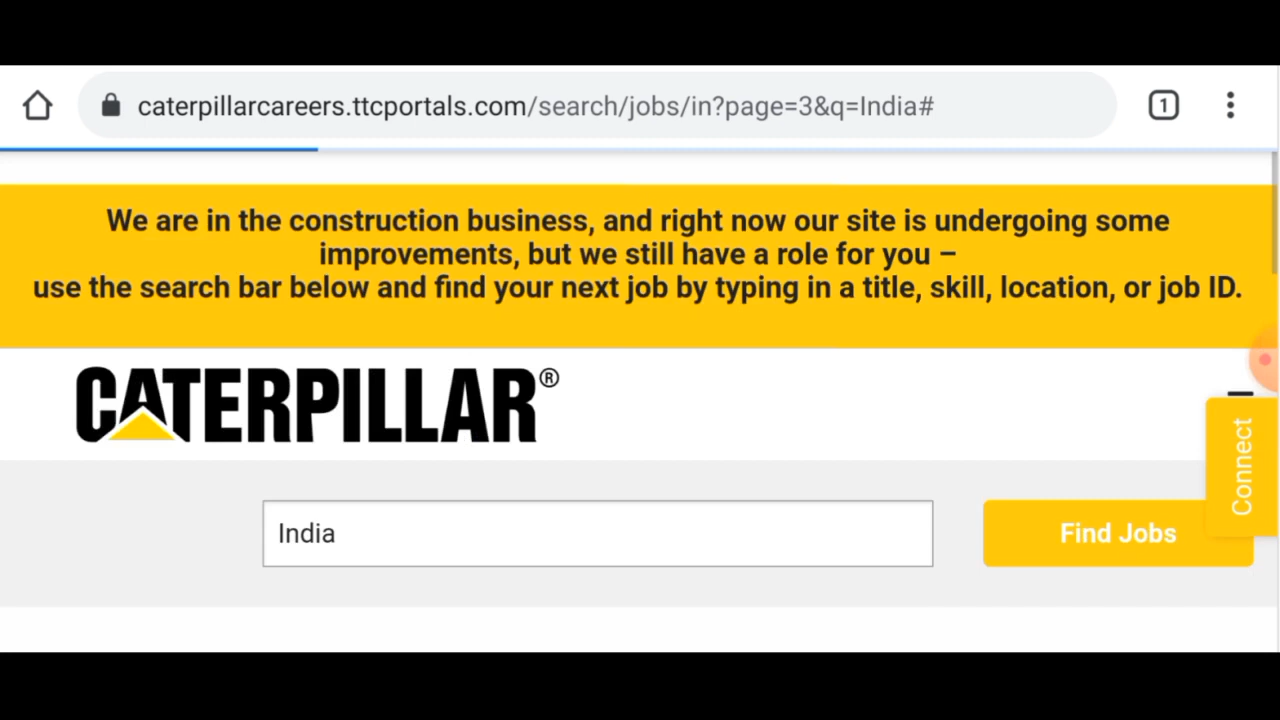 caterpillarcareers.ttcportals.com/search/jobs/in?page=3&q=India#
1
We are in the construction business, and right now our site is undergoing some
improvements, but we still have a role for you –
use the search bar below and find your next job by typing in a title, skill, location, or job ID.
CATERPILLAR®
Connect
India
Find Jobs